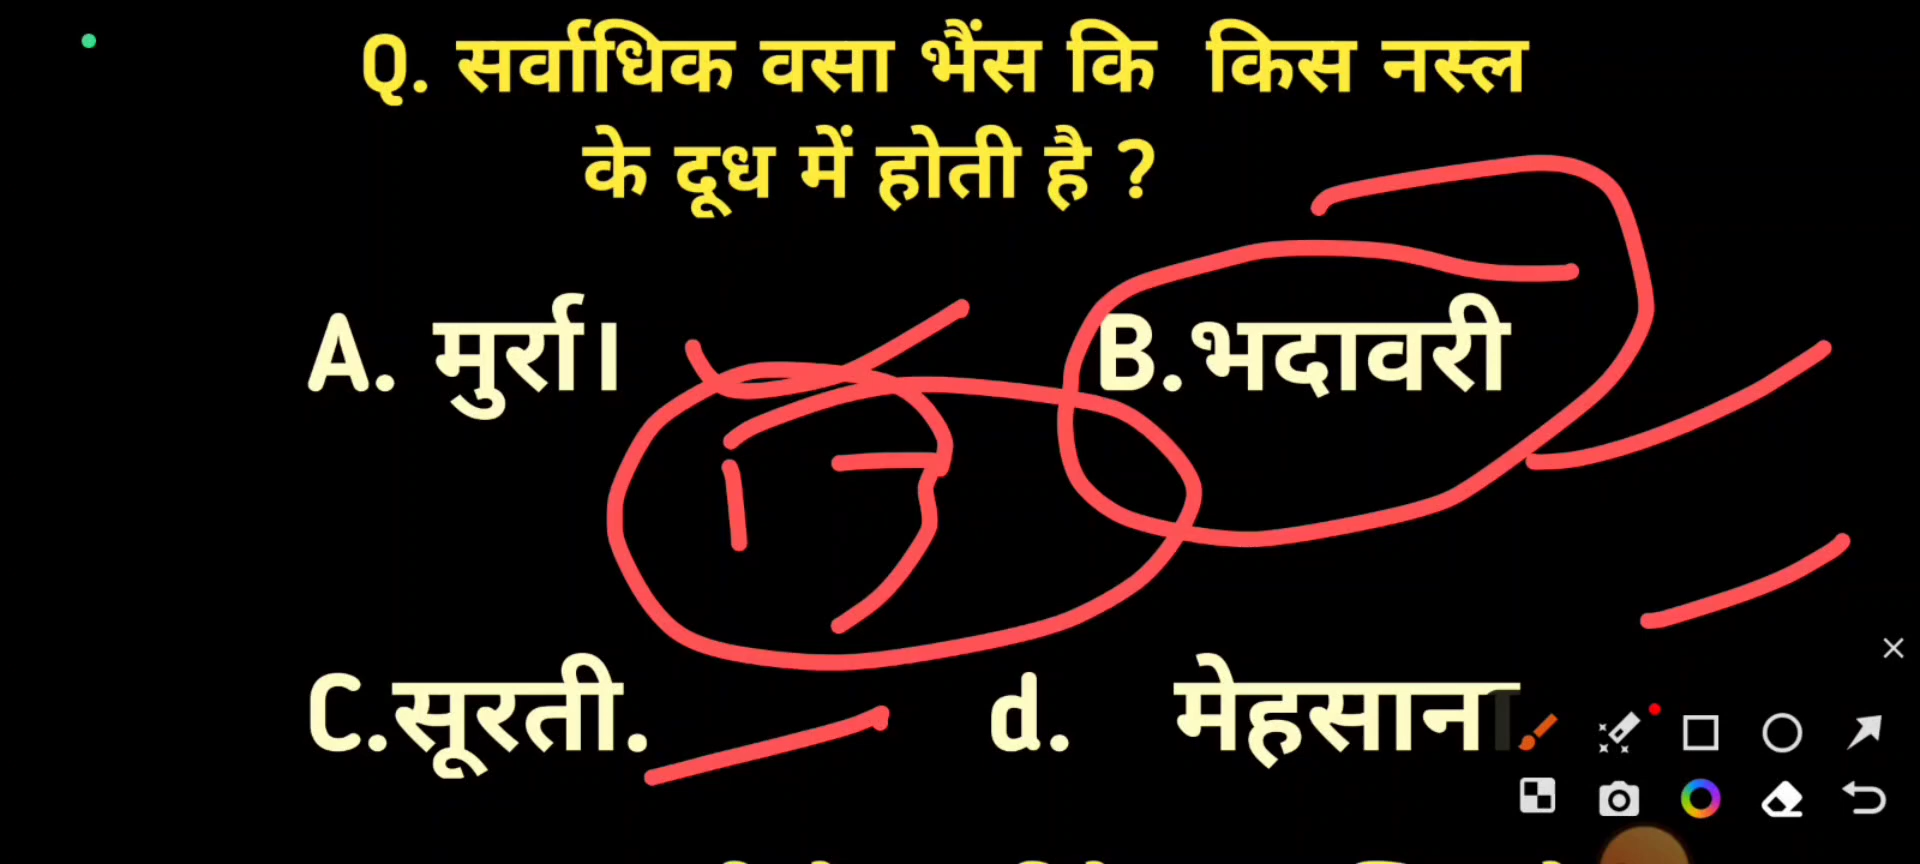 Q. सर्वाधिक वसा भैंस कि किस नस्ल
के दूध में होती है ?
A. मुर्रा। B.भदावरी
C.सूरती. d. मेहसाना